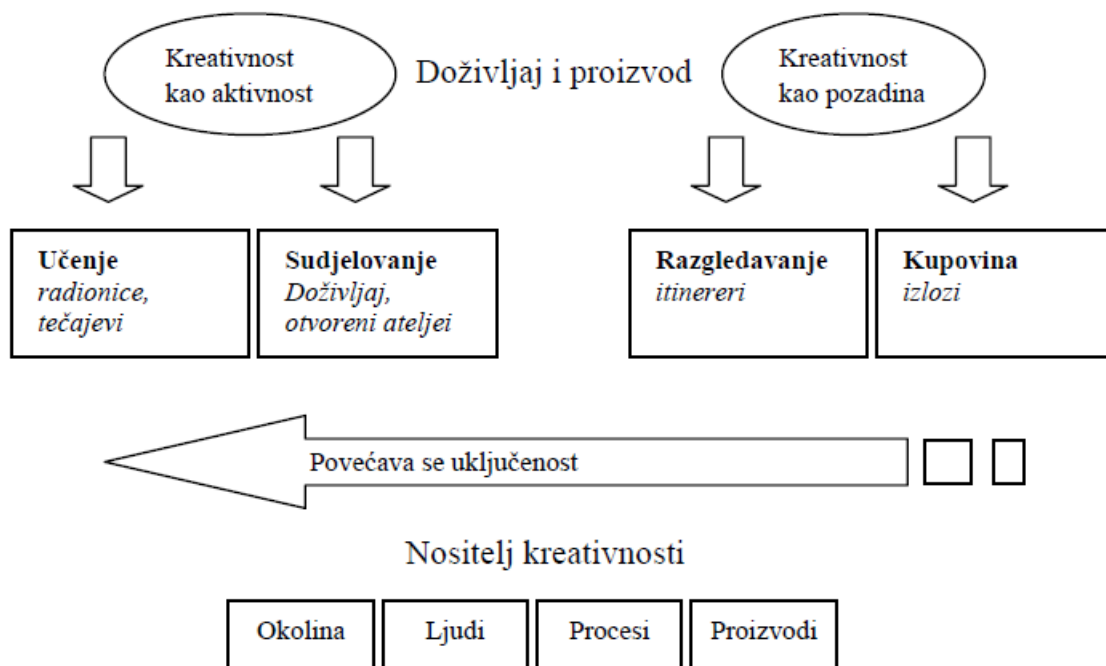 Kreativnost
kao aktivnost
Doživljaj i proizvod
Kreativnost
kao pozadina
Učenje
radionice,
tečajevi
Sudjelovanje
Doživljaj,
otvoreni ateljei
Razgledavanje
itinereri
Kupovina
izlozi
Povećava se uključenost
Nositelj kreativnosti
Okolina
Ljudi
Procesi
Proizvodi